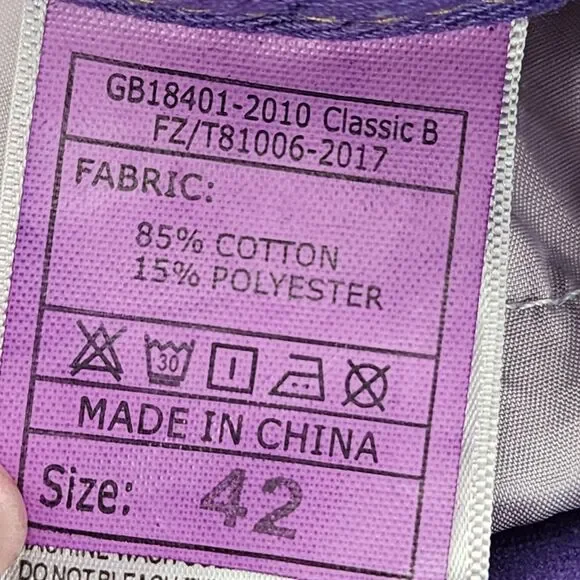 GB18401-2010 Classic B
FZ/T81006-2017
FABRIC:
85% COTTON
15% POLYESTER
30
MADE IN CHINA
Size: 42
DO NOT BLEACH